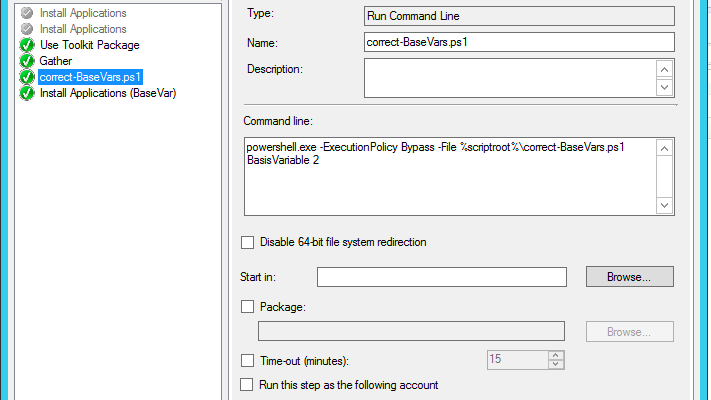 Install Applications
Install Applications
Use Toolkit Package
Gather
correct-BaseVars.ps1
Install Applications (BaseVar)
Type:
Run Command Line
Name:
correct-BaseVars.ps1
Description:
Command line:
powershell.exe -ExecutionPolicy Bypass -File %scriptroot%\correct-BaseVars.ps1
BasisVariable 2
Disable 64-bit file system redirection
Start in:
Browse...
Package:
Browse...
Time-out (minutes):
15
Run this step as the following account